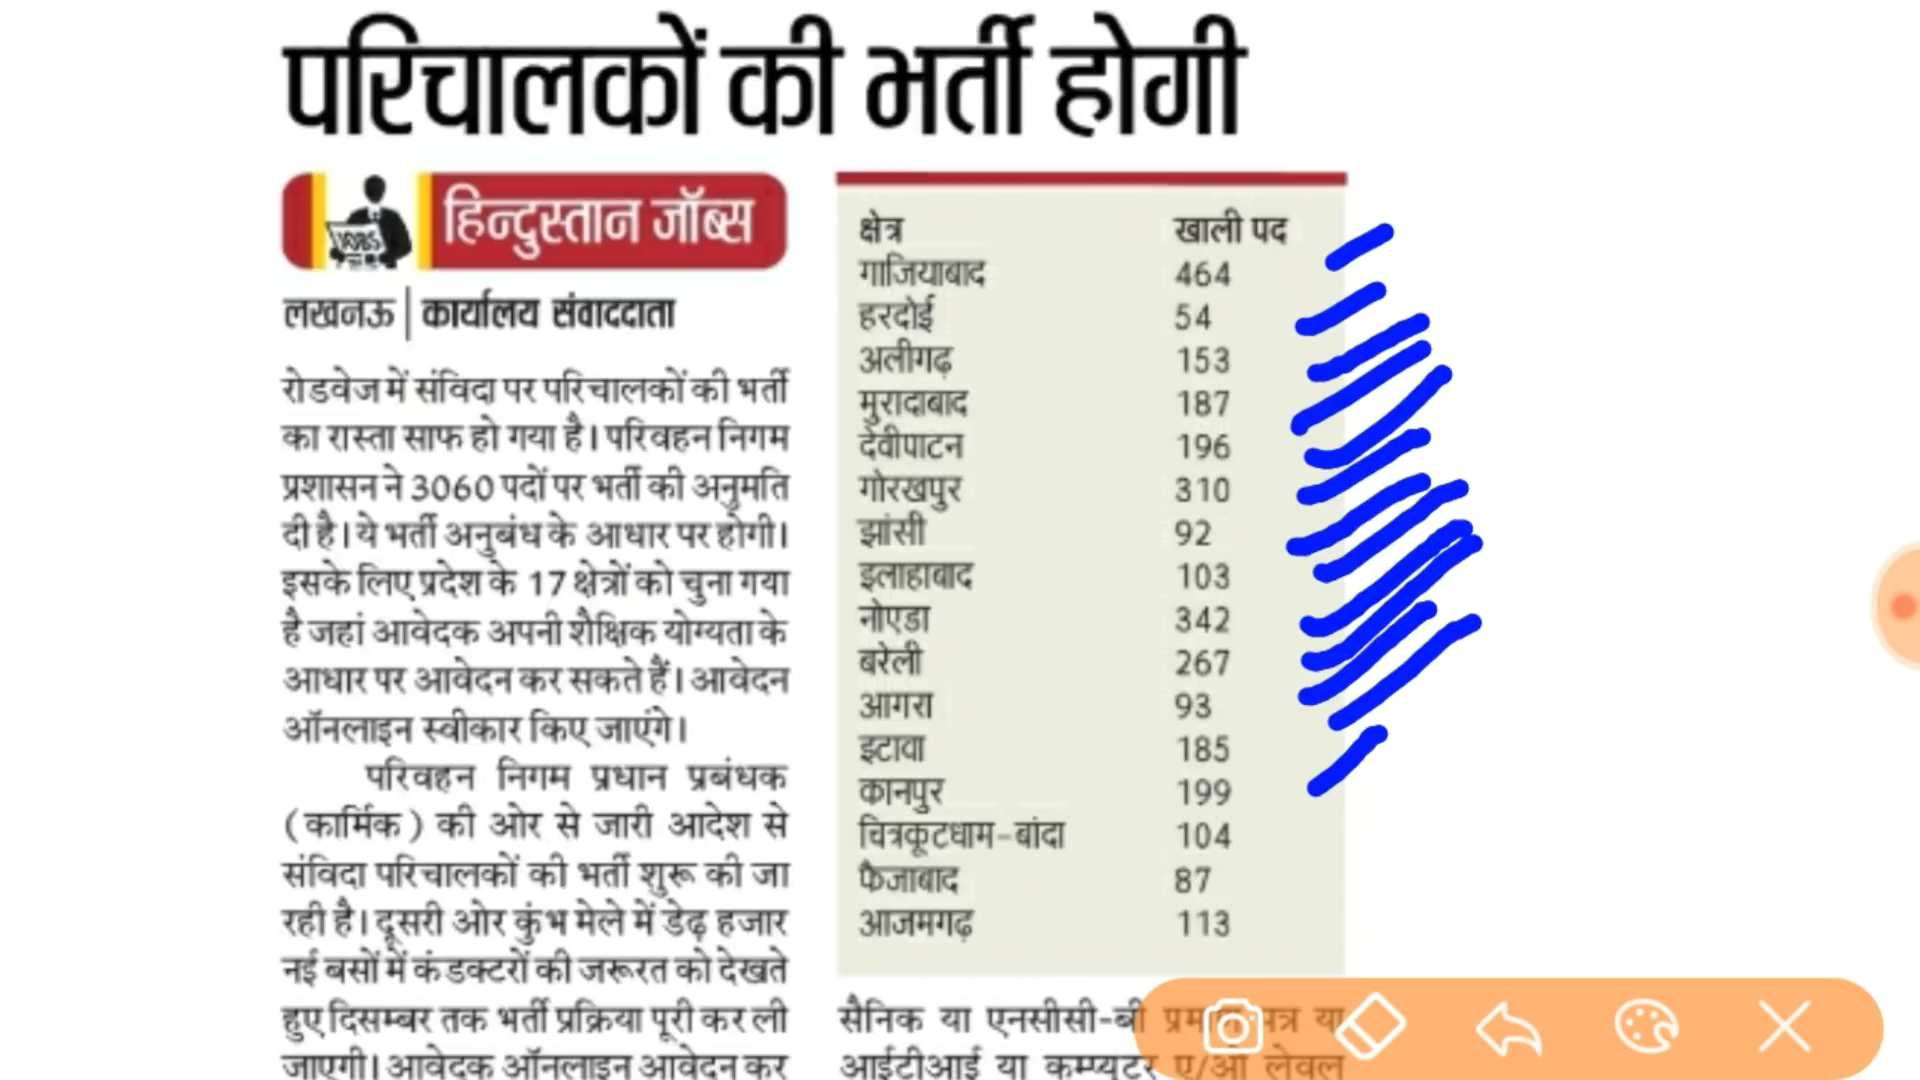 परिचालकों की भर्ती होगी
JOBS
हिन्दुस्तान जॉब्स
लखनऊ | कार्यालय संवाददाता
रोडवेज में संविदा पर परिचालकों की भर्ती
का रास्ता साफ हो गया है। परिवहन निगम
प्रशासन ने 3060 पदों पर भर्ती की अनुमति
दी है। ये भर्ती अनुबंध के आधार पर होगी।
इसके लिए प्रदेश के 17 क्षेत्रों को चुना गया
है जहां आवेदक अपनी शैक्षिक योग्यता के
आधार पर आवेदन कर सकते हैं। आवेदन
ऑनलाइन स्वीकार किए जाएंगे।
परिवहन निगम प्रधान प्रबंधक
(कार्मिक) की ओर से जारी आदेश से
संविदा परिचालकों की भर्ती शुरू की जा
रही है। दूसरी ओर कुंभ मेले में डेढ़ हजार
नई बसों में कंडक्टरों की जरूरत को देखते
हुए दिसम्बर तक भर्ती प्रक्रिया पूरी कर ली
जाएगी। आवेदक ऑनलाइन आवेदन कर
क्षेत्र खाली पद
गाजियाबाद 464
हरदोई 54
अलीगढ़ 153
मुरादाबाद 187
देवीपाटन 196
गोरखपुर 310
झांसी 92
इलाहाबाद 103
नोएडा 342
बरेली 267
आगरा 93
इटावा 185
कानपुर 199
चित्रकूटधाम-बांदा 104
फैजाबाद 87
आजमगढ़ 113
सैनिक या एनसीसी-बी प्रमाण पत्र या
आईटीआई या कम्प्यूटर ए/ओ लेवल